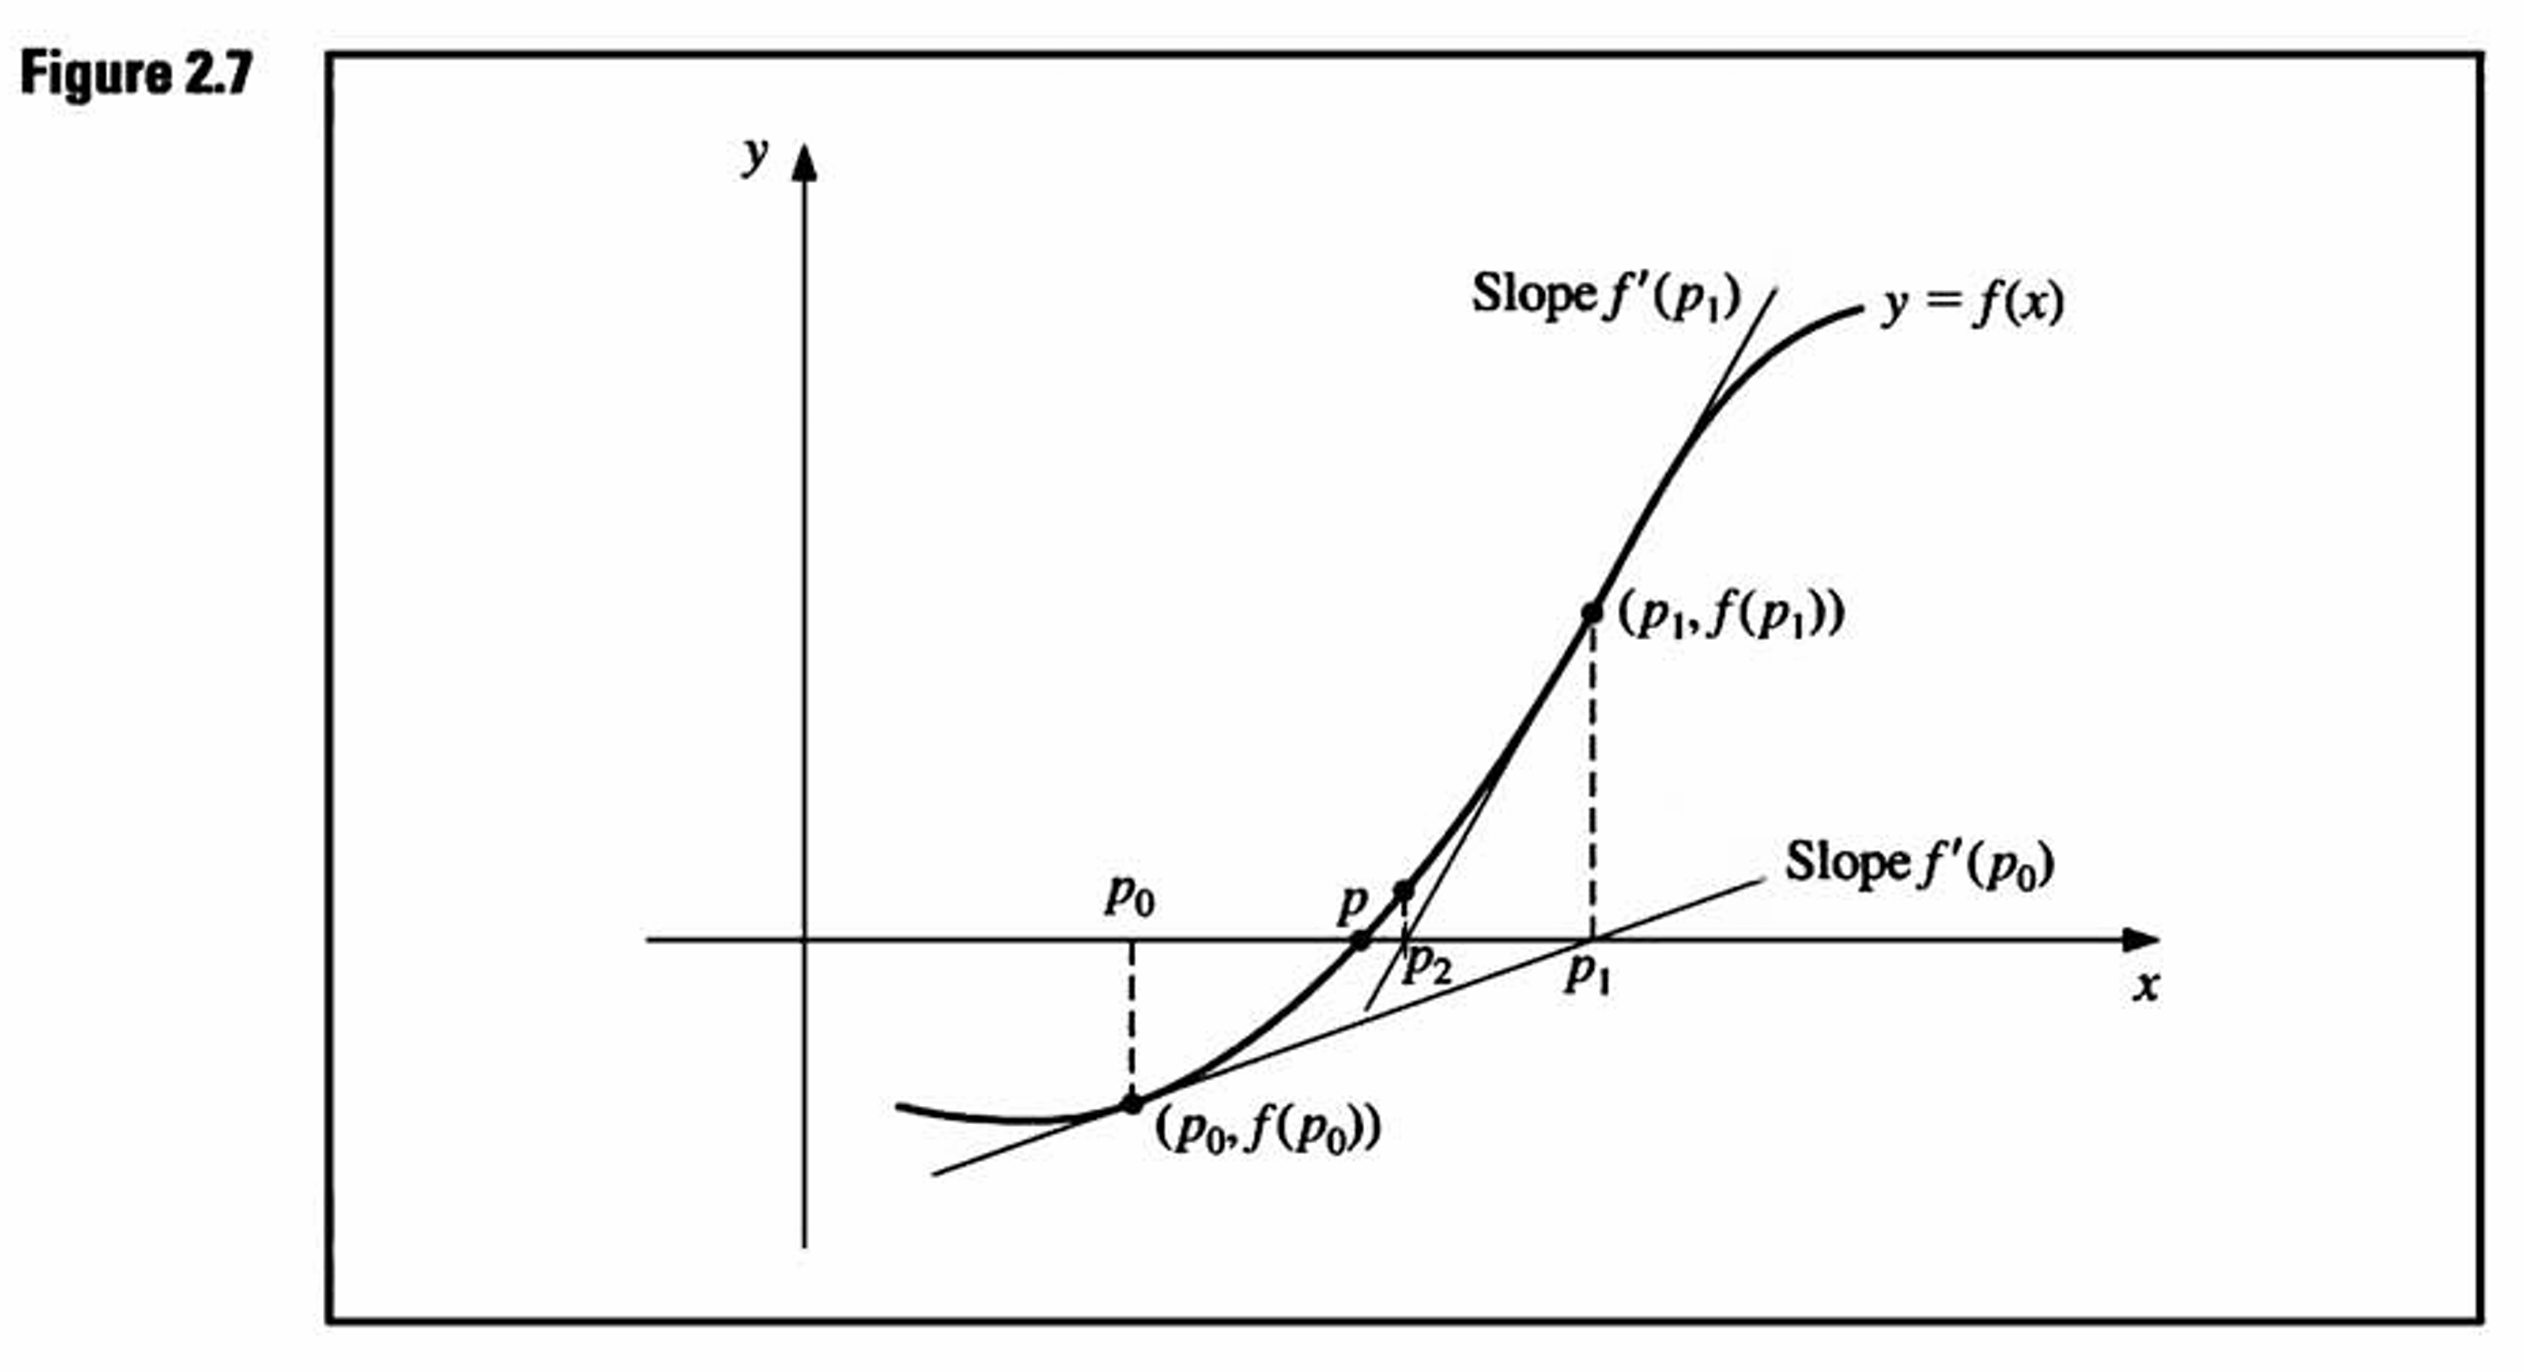 Figure 2.7
y
Slope f′(p₁)
y = f(x)
(p₁, f(p₁))
Slope f′(p₀)
p₀
p
p₂
p₁
x
(p₀, f(p₀))